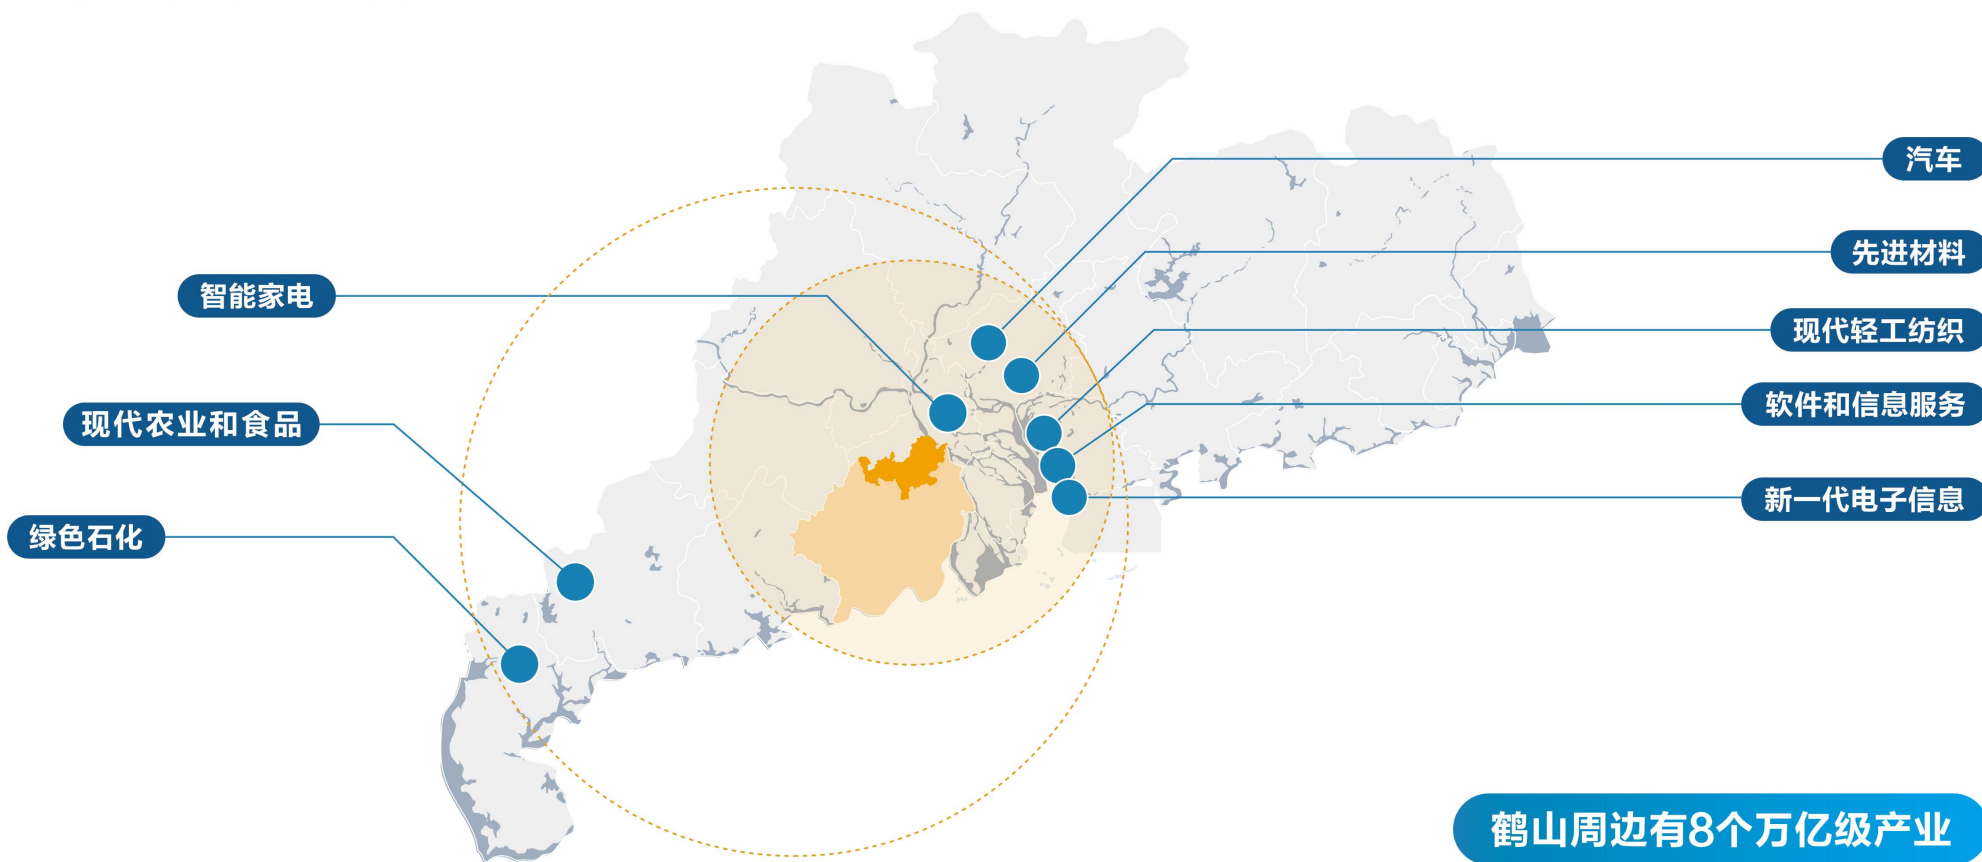 汽车
先进材料
智能家电
现代轻工纺织
软件和信息服务
现代农业和食品
新一代电子信息
绿色石化
鹤山周边有8个万亿级产业